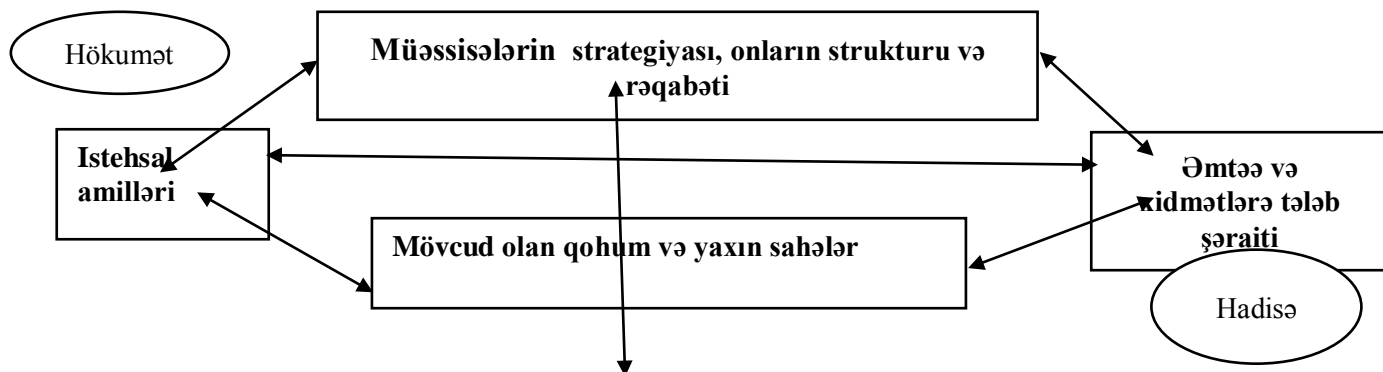 Hökumət
Müəssisələrin strategiyası, onların strukturu və
rəqabəti
Istehsal
amilləri
Əmtəə və
xidmətlərə tələb
şəraiti
Mövcud olan qohum və yaxın sahələr
Hadisə